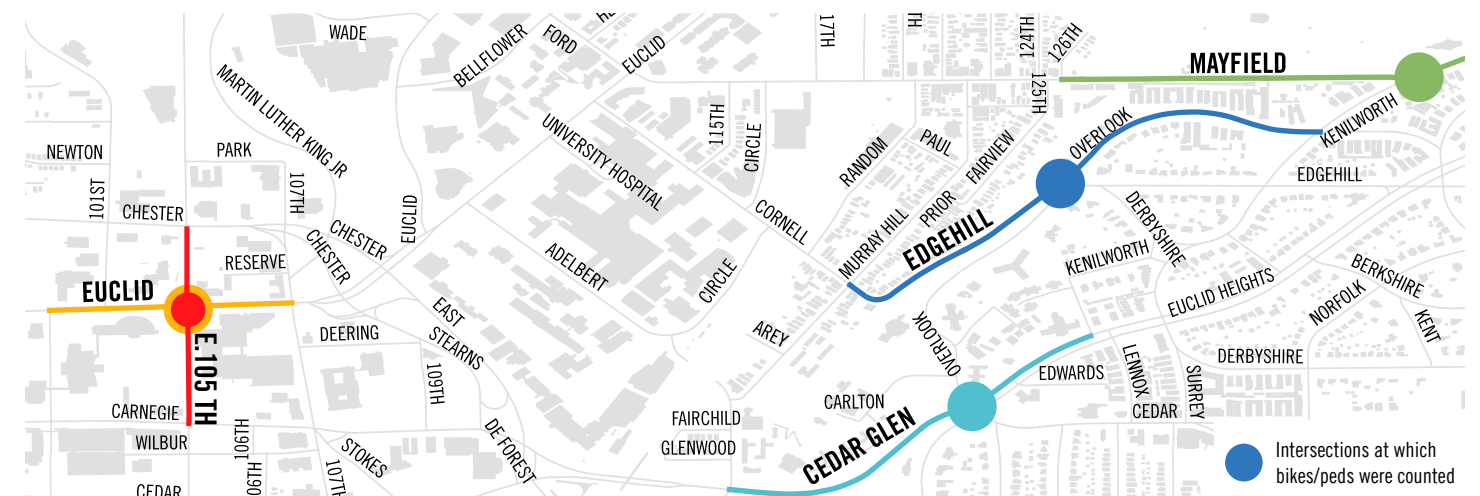 WADE
BELLFLOWER
FORD
HE
EUCLID
17TH
TH
124TH
126TH
125TH
MAYFIELD
MARTIN LUTHER KING JR
UNIVERSITY HOSPITAL
115TH
CIRCLE
RANDOM
PAUL
FAIRVIEW
OVERLOOK
KENILWORTH
NEWTON
PARK
101ST
107TH
CHESTER
EUCLID
CHESTER
CHESTER
CORNELL
MURRAY HILL
PRIOR
EDGEHILL
EDGEHILL
DERBYSHIRE
KENILWORTH
RESERVE
ADELBERT
CIRCLE
EUCLID HEIGHTS
BERKSHIRE
NORFOLK
KENT
EUCLID
E. 105 TH
DEERING
EAST
STEARNS
AREY
OVERLOOK
109TH
EDWARDS
LENNOX
SURREY
DERBYSHIRE
CEDAR
CARNEGIE
WILBUR
106TH
CARLTON
FAIRCHILD
GLENWOOD
CEDAR GLEN
STOKES
DE FOREST
CEDAR
06TH
107TH
Intersections at which
bikes/peds were counted